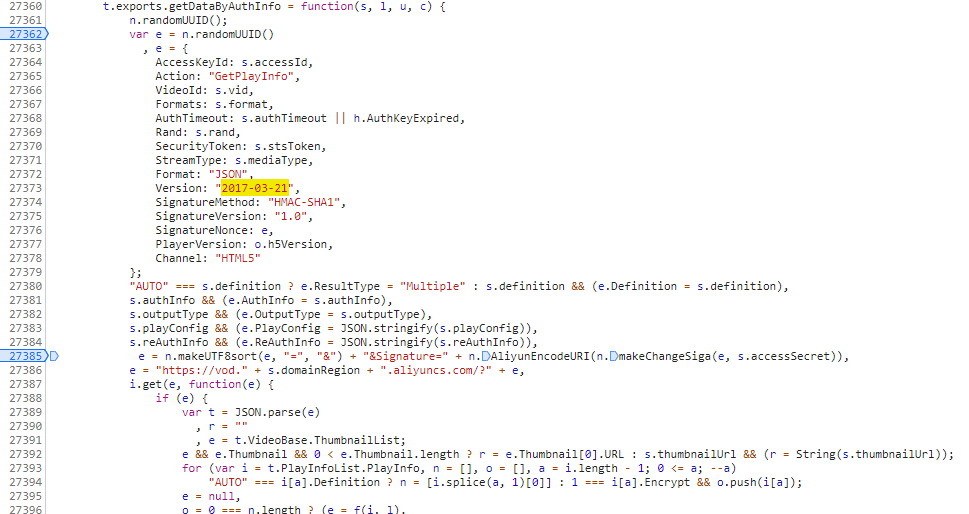 27360 t.exports.getDataByAuthInfo = function(s, l, u, c) {
27361 n.randomUUID();
27362 var e = n.randomUUID()
27363 , e = {
27364 AccessKeyId: s.accessId,
27365 Action: "GetPlayInfo",
27366 VideoId: s.vid,
27367 Formats: s.format,
27368 AuthTimeout: s.authTimeout || h.AuthKeyExpired,
27369 Rand: s.rand,
27370 SecurityToken: s.stsToken,
27371 StreamType: s.mediaType,
27372 Format: "JSON",
27373 Version: "2017-03-21",
27374 SignatureMethod: "HMAC-SHA1",
27375 SignatureVersion: "1.0",
27376 SignatureNonce: e,
27377 PlayerVersion: o.h5Version,
27378 Channel: "HTML5"
27379 };
27380 "AUTO" === s.definition ? e.ResultType = "Multiple" : s.definition && (e.Definition = s.definition),
27381 s.authInfo && (e.AuthInfo = s.authInfo),
27382 s.outputType && (e.OutputType = s.outputType),
27383 s.playConfig && (e.PlayConfig = JSON.stringify(s.playConfig)),
27384 s.reAuthInfo && (e.ReAuthInfo = JSON.stringify(s.reAuthInfo)),
27385 e = n.makeUTF8sort(e, "=", "&") + "&Signature=" + n.AliyunEncodeURI(n.makeChangeSiga(e, s.accessSecret)),
27386 e = "https://vod." + s.domainRegion + ".aliyuncs.com/?" + e,
27387 i.get(e, function(e) {
27388 if (e) {
27389 var t = JSON.parse(e)
27390 , r = ""
27391 , e = t.VideoBase.ThumbnailList;
27392 e && e.Thumbnail && 0 < e.Thumbnail.length ? r = e.Thumbnail[0].URL : s.thumbnailUrl && (r = String(s.thumbnailUrl));
27393 for (var i = t.PlayInfoList.PlayInfo, n = [], o = [], a = i.length - 1; 0 <= a; --a)
27394 "AUTO" === i[a].Definition ? n = [i.splice(a, 1)[0]] : 1 === i[a].Encrypt && o.push(i[a]);
27395 e = null,
27396 o = 0 === n.length ? (e = f(i, l),